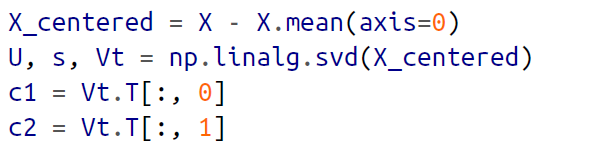 X_centered = X - X.mean(axis=0)
U, s, Vt = np.linalg.svd(X_centered)
c1 = Vt.T[:, 0]
c2 = Vt.T[:, 1]